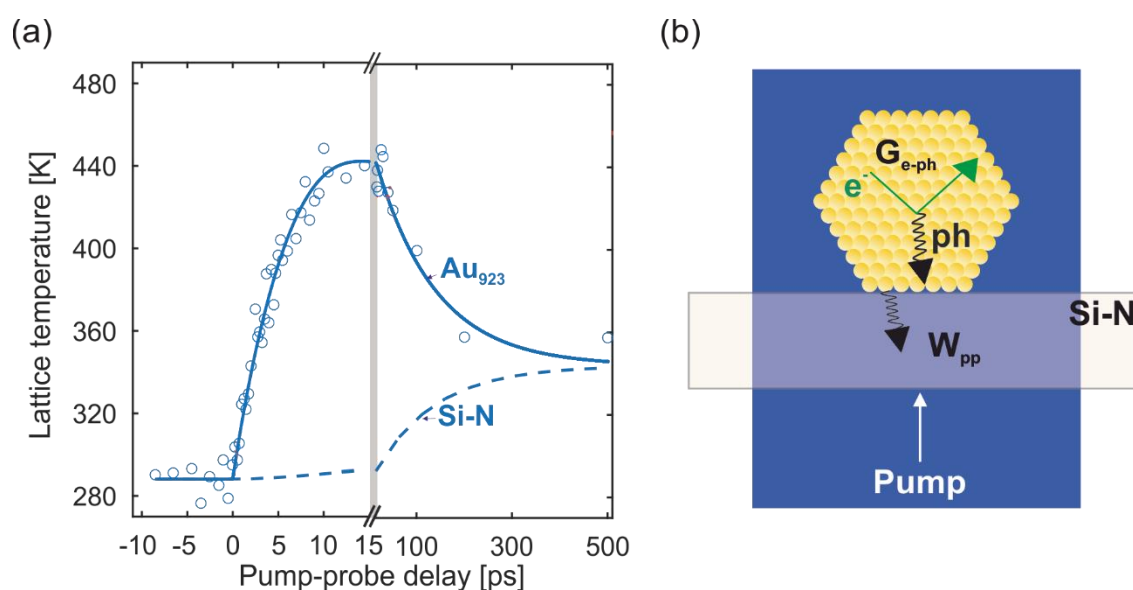 (a)
(b)
480
440
400
360
320
280
Lattice temperature [K]
Au923
Si-N
-10 -5 0 5 10 15 100 300 500
Pump-probe delay [ps]
Ge-ph
e-
ph
Si-N
Wpp
Pump